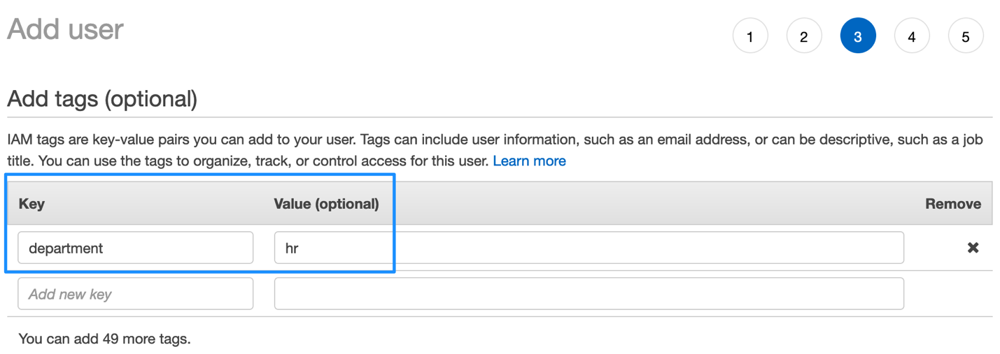 Add user
1 2 3 4 5
Add tags (optional)
IAM tags are key-value pairs you can add to your user. Tags can include user information, such as an email address, or can be descriptive, such as a job
title. You can use the tags to organize, track, or control access for this user. Learn more
Key Value (optional) Remove
department hr
Add new key
You can add 49 more tags.